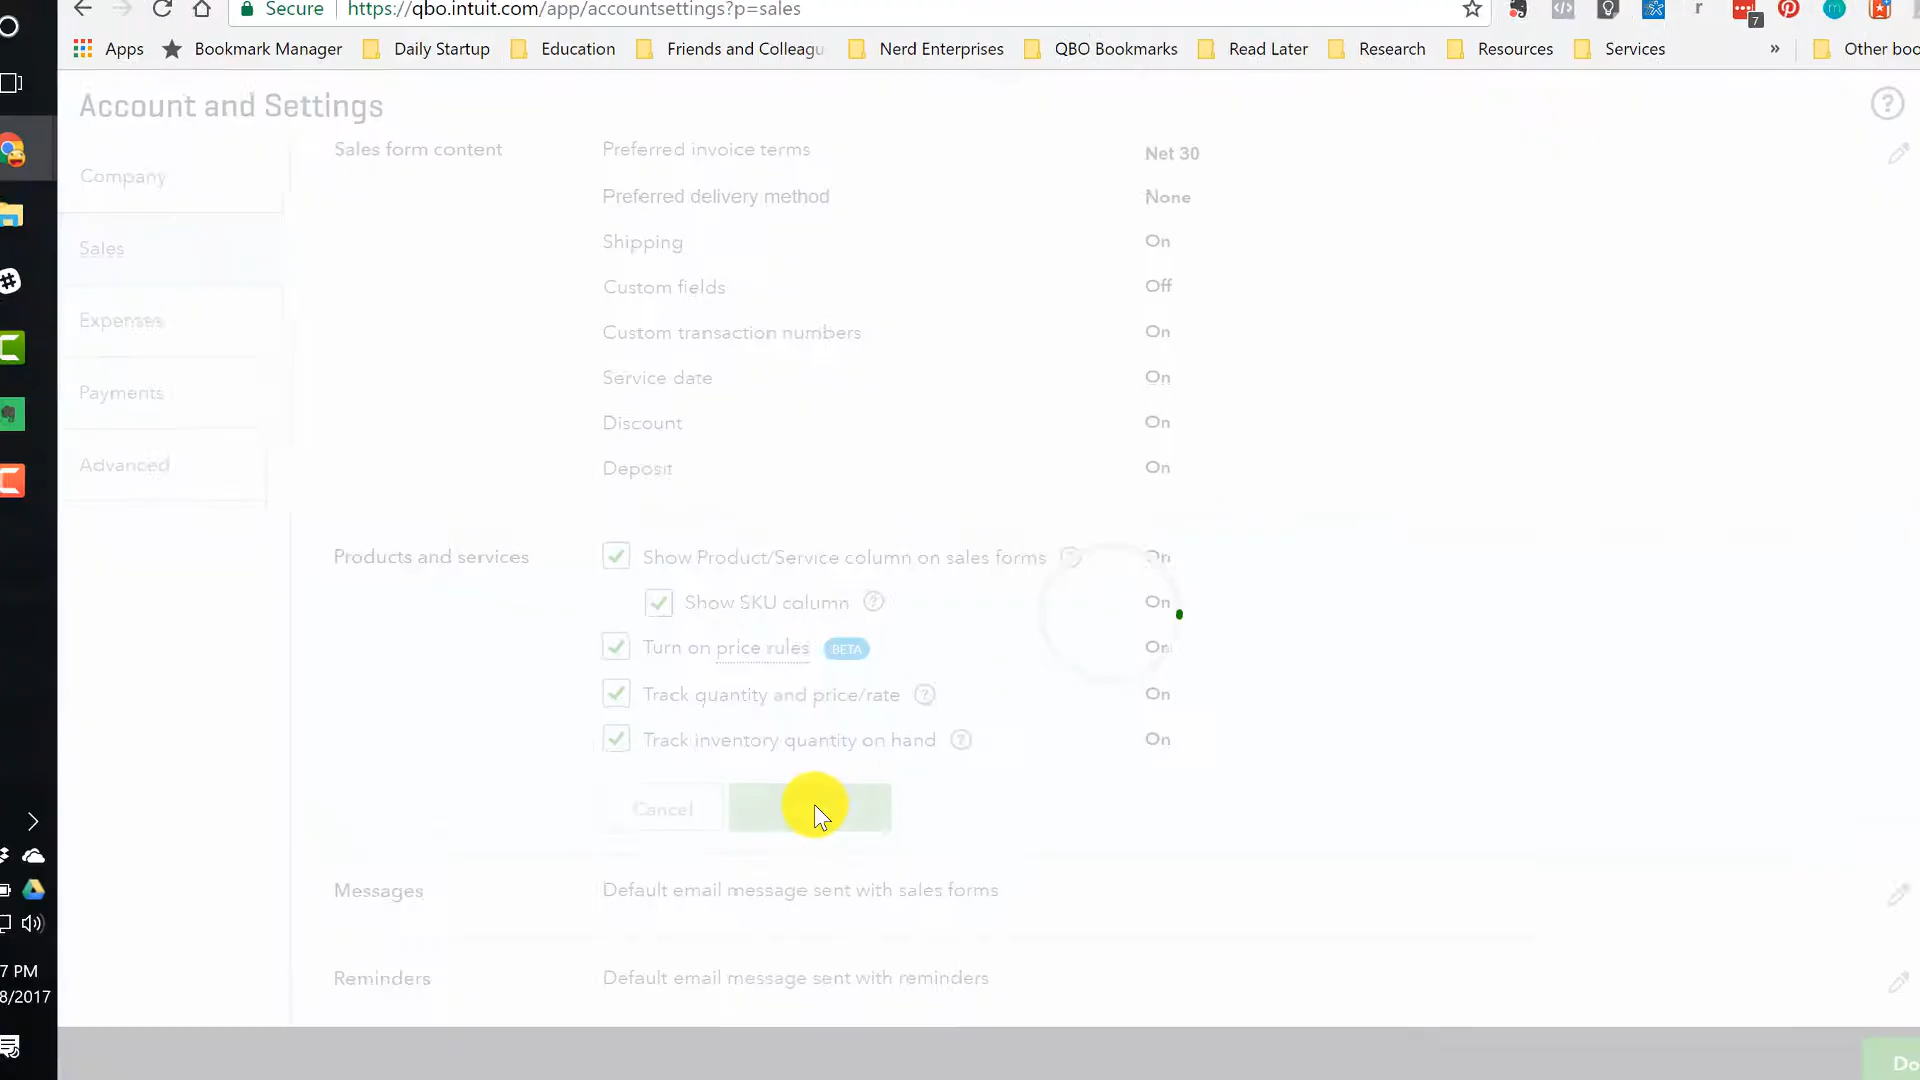 Secure https://qbo.intuit.com/app/accountsettings?p=sales
7
Apps Bookmark Manager Daily Startup Education Friends and Colleagu Nerd Enterprises QBO Bookmarks Read Later Research Resources Services » Other boo
Account and Settings
Company
Sales
Expenses
Payments
Advanced
Sales form content Preferred invoice terms Net 30
Preferred delivery method None
Shipping On
Custom fields Off
Custom transaction numbers On
Service date On
Discount On
Deposit On
Products and services Show Product/Service column on sales forms On
Show SKU column On
Turn on price rules BETA On
Track quantity and price/rate On
Track inventory quantity on hand On
Cancel
Messages Default email message sent with sales forms
Reminders Default email message sent with reminders
7 PM
8/2017
Do